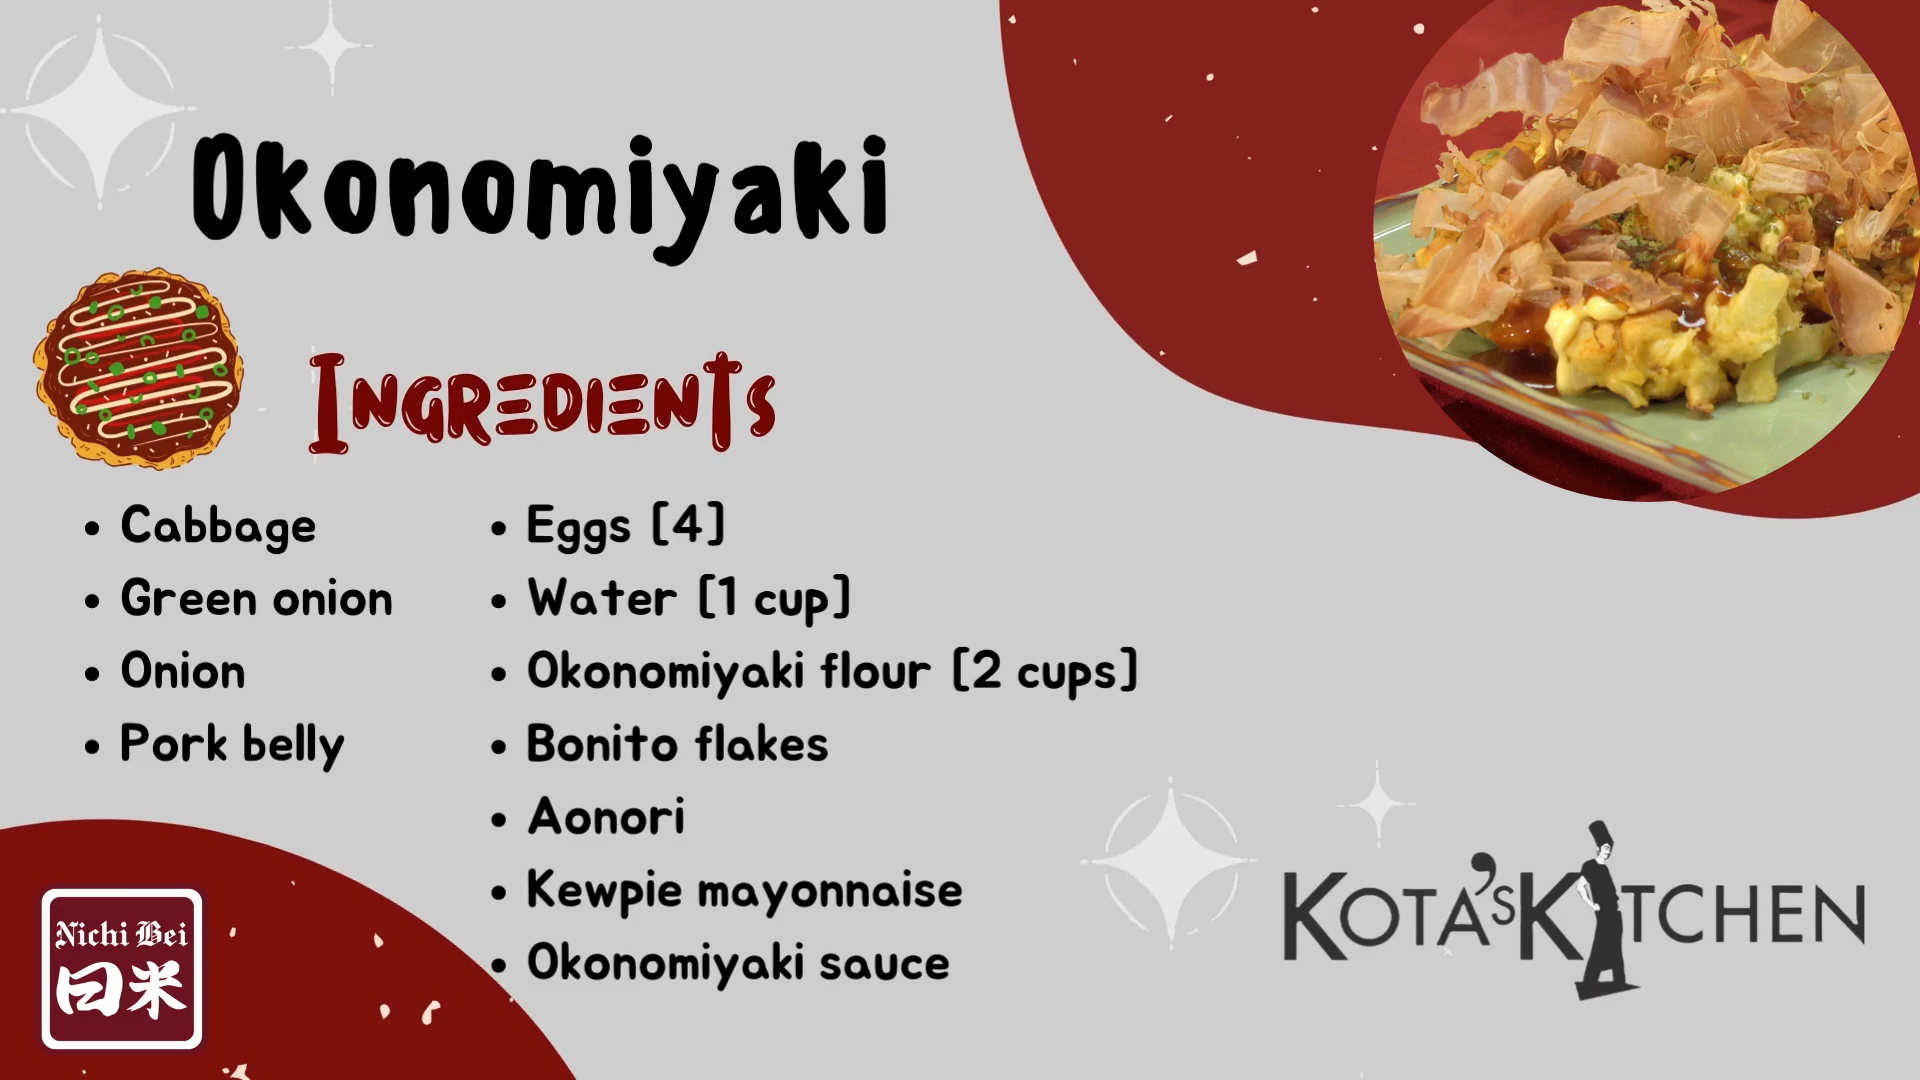 Okonomiyaki
Ingredients
• Cabbage
• Green onion
• Onion
• Pork belly
• Eggs [4]
• Water [1 cup]
• Okonomiyaki flour [2 cups]
• Bonito flakes
• Aonori
• Kewpie mayonnaise
• Okonomiyaki sauce
Nichi Bei
日米
KOTA'S KITCHEN